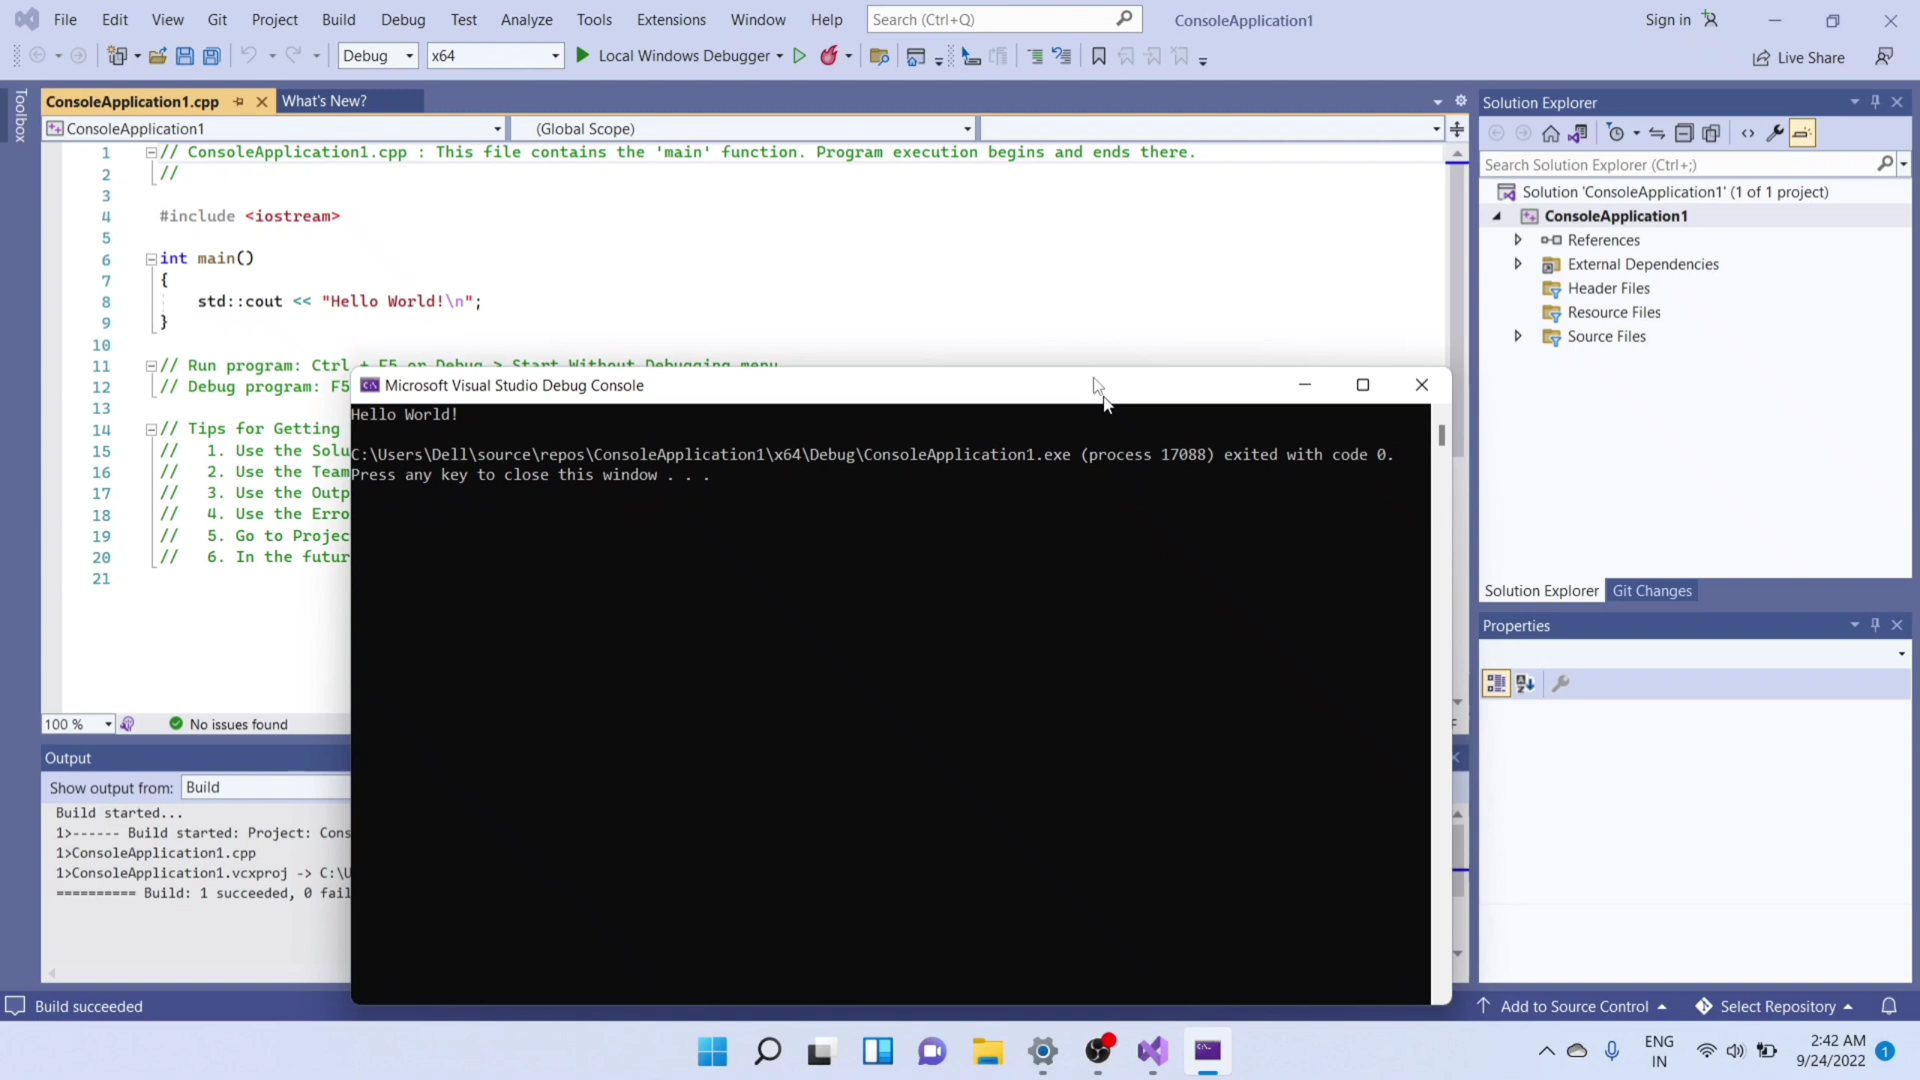 File Edit View Git Project Build Debug Test Analyze Tools Extensions Window Help Search (Ctrl+Q) ConsoleApplication1 Sign in
Debug x64 Local Windows Debugger Live Share
Toolbox
ConsoleApplication1.cpp What's New?
ConsoleApplication1 (Global Scope)
1 // ConsoleApplication1.cpp : This file contains the 'main' function. Program execution begins and ends there.
2 //
3
4 #include <iostream>
5
6 int main()
7 {
8 std::cout << "Hello World!\n";
9 }
10
11 // Run program: Ctrl + F5 or Debug > Start Without Debugging menu
12 // Debug program: F5
13
14 // Tips for Getting
15 // 1. Use the Solu
16 // 2. Use the Team
17 // 3. Use the Outp
18 // 4. Use the Erro
19 // 5. Go to Projec
20 // 6. In the futur
21
Microsoft Visual Studio Debug Console
Hello World!
C:\Users\Dell\source\repos\ConsoleApplication1\x64\Debug\ConsoleApplication1.exe (process 17088) exited with code 0.
Press any key to close this window . . .
100 % No issues found
Output
Show output from: Build
Build started...
1>------ Build started: Project: Cons
1>ConsoleApplication1.cpp
1>ConsoleApplication1.vcxproj -> C:\U
========== Build: 1 succeeded, 0 fail
Solution Explorer
Search Solution Explorer (Ctrl+;)
Solution 'ConsoleApplication1' (1 of 1 project)
ConsoleApplication1
References
External Dependencies
Header Files
Resource Files
Source Files
Solution Explorer Git Changes
Properties
Build succeeded Add to Source Control Select Repository
ENG
IN
2:42 AM
9/24/2022
1